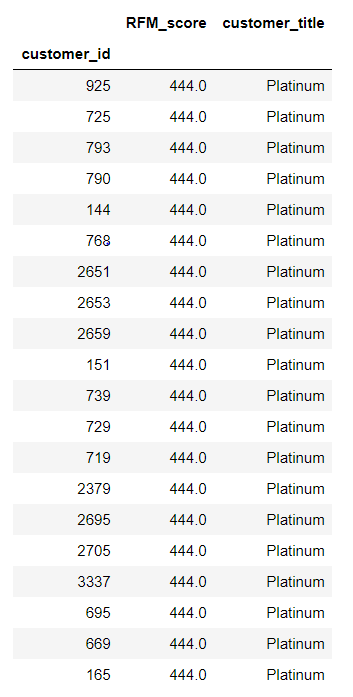 RFM_score customer_title
customer_id
925 444.0 Platinum
725 444.0 Platinum
793 444.0 Platinum
790 444.0 Platinum
144 444.0 Platinum
768 444.0 Platinum
2651 444.0 Platinum
2653 444.0 Platinum
2659 444.0 Platinum
151 444.0 Platinum
739 444.0 Platinum
729 444.0 Platinum
719 444.0 Platinum
2379 444.0 Platinum
2695 444.0 Platinum
2705 444.0 Platinum
3337 444.0 Platinum
695 444.0 Platinum
669 444.0 Platinum
165 444.0 Platinum